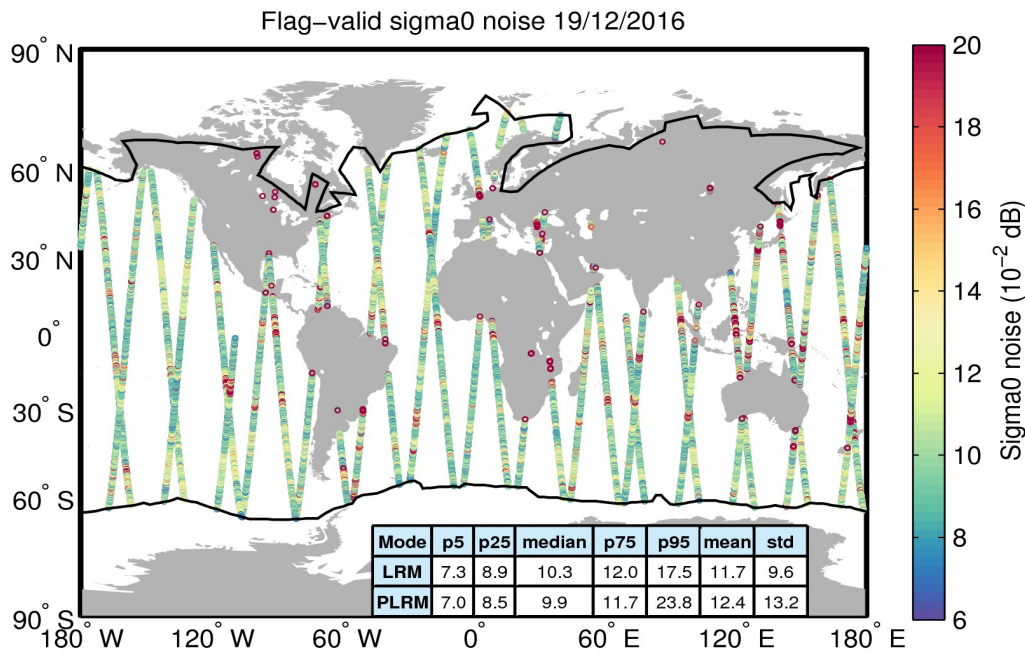 Flag-valid sigma0 noise 19/12/2016
90° N
60° N
30° N
0°
30° S
60° S
90° S
180° W
120° W
60° W
0°
60° E
120° E
180° E
Mode p5 p25 median p75 p95 mean std
LRM 7.3 8.9 10.3 12.0 17.5 11.7 9.6
PLRM 7.0 8.5 9.9 11.7 23.8 12.4 13.2
20
18
16
14
12
10
8
6
Sigma0 noise (10⁻² dB)